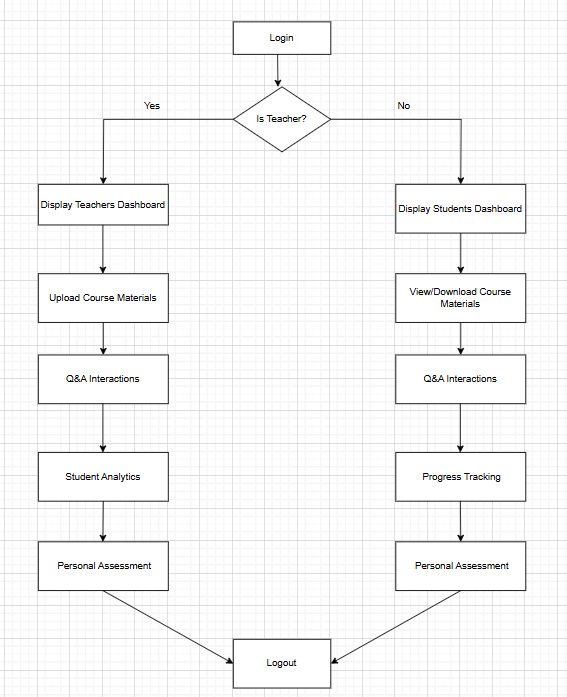 Login
Is Teacher?
Yes
No
Display Teachers Dashboard
Display Students Dashboard
Upload Course Materials
View/Download Course
Materials
Q&A Interactions
Q&A Interactions
Student Analytics
Progress Tracking
Personal Assessment
Personal Assessment
Logout